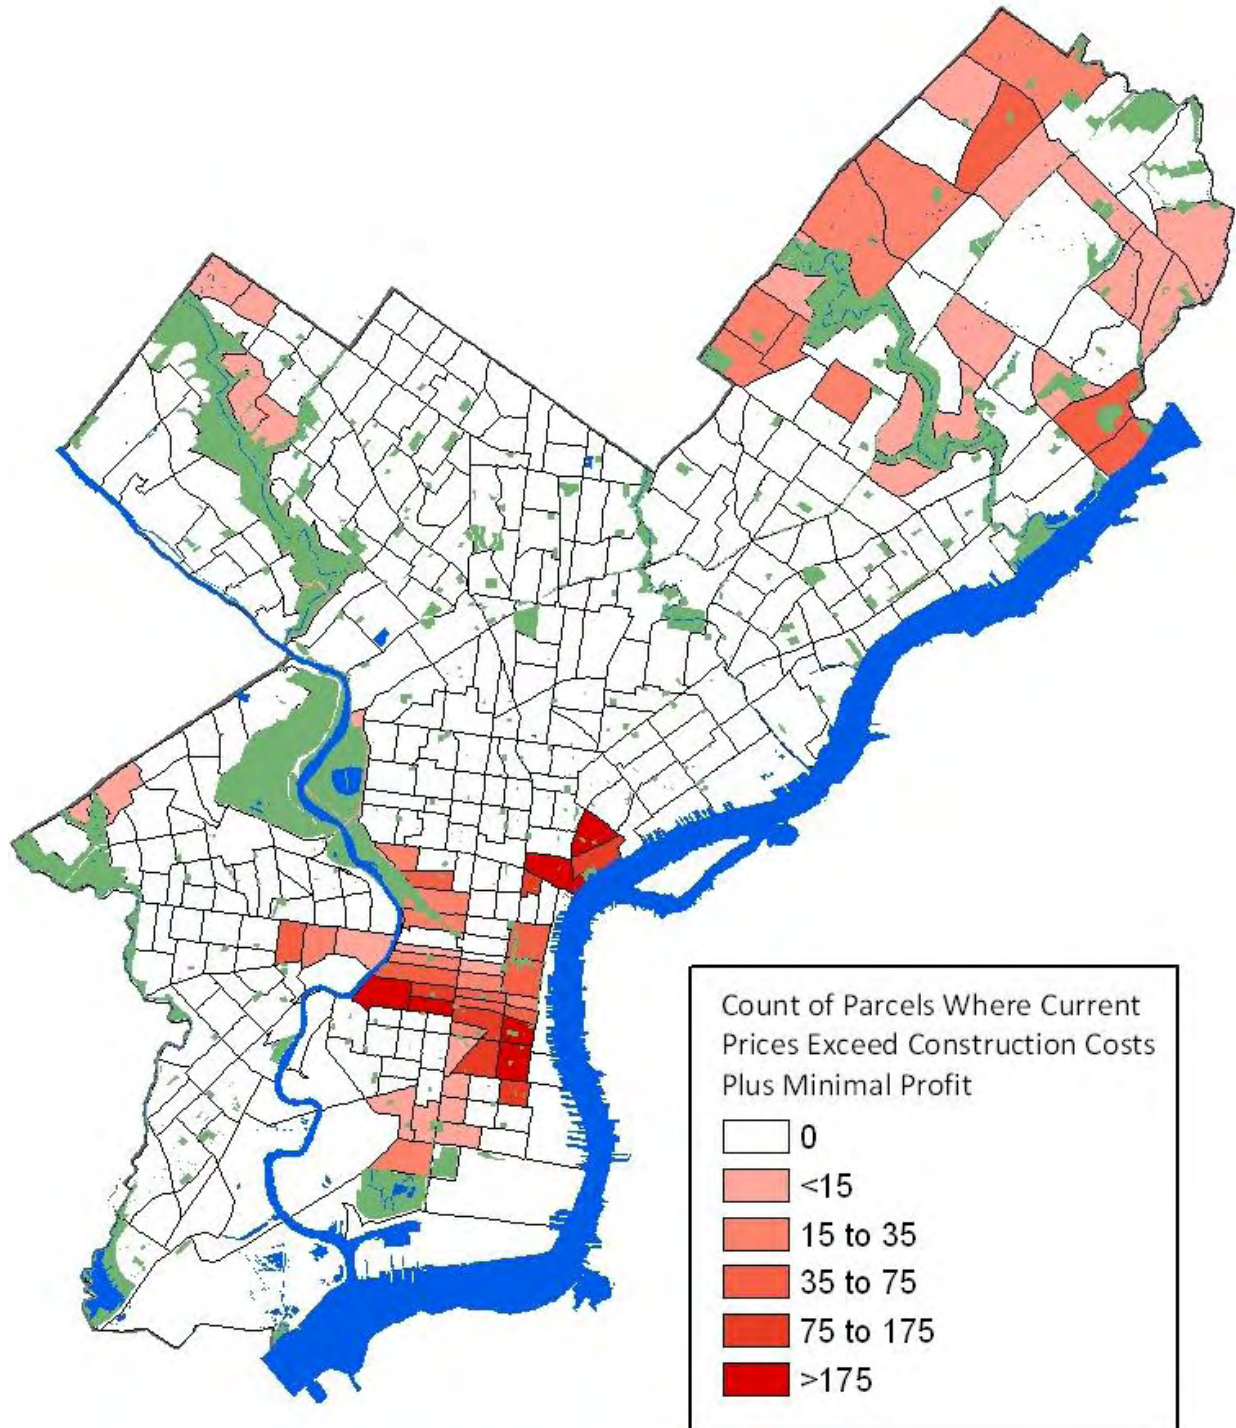 Count of Parcels Where Current
Prices Exceed Construction Costs
Plus Minimal Profit
0
<15
15 to 35
35 to 75
75 to 175
>175